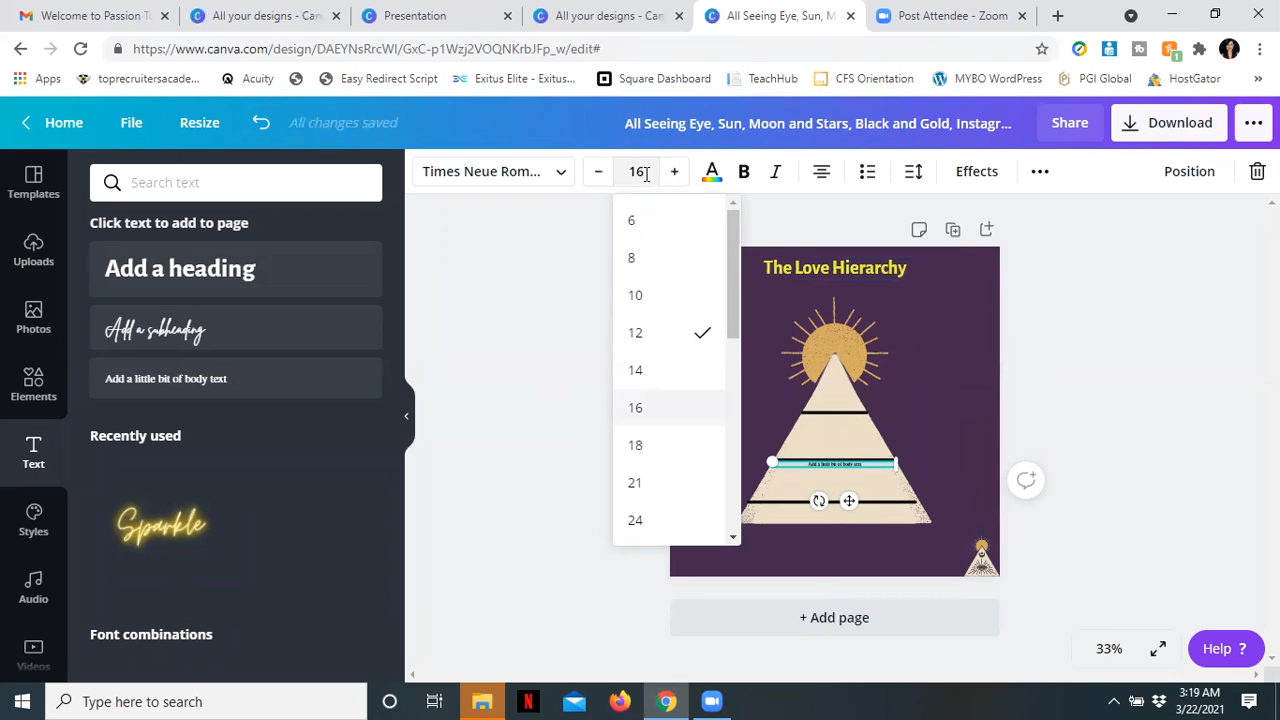 Welcome to Passion T
All your designs - Can
Presentation
All your designs - Can
All Seeing Eye, Sun, M
Post Attendee - Zoom
https://www.canva.com/design/DAEYNsRrcWI/GxC-p1Wzj2VOQNKrbJFp_w/edit#
Apps
toprecruitersacade...
Acuity
Easy Redirect Script
Exitus Elite - Exitus...
Square Dashboard
TeachHub
CFS Orientation
MYBO WordPress
PGI Global
HostGator
Home
File
Resize
All changes saved
All Seeing Eye, Sun, Moon and Stars, Black and Gold, Instagr...
Share
Download
Templates
Uploads
Photos
Elements
Text
Styles
Audio
Videos
Search text
Click text to add to page
Add a heading
Add a subheading
Add a little bit of body text
Recently used
Sparkle
Font combinations
Times Neue Rom...
16
A
B
I
Effects
Position
6
8
10
12
14
16
18
21
24
The Love Hierarchy
Add a little bit of body text
+ Add page
33%
Help ?
Type here to search
3:19 AM
3/22/2021